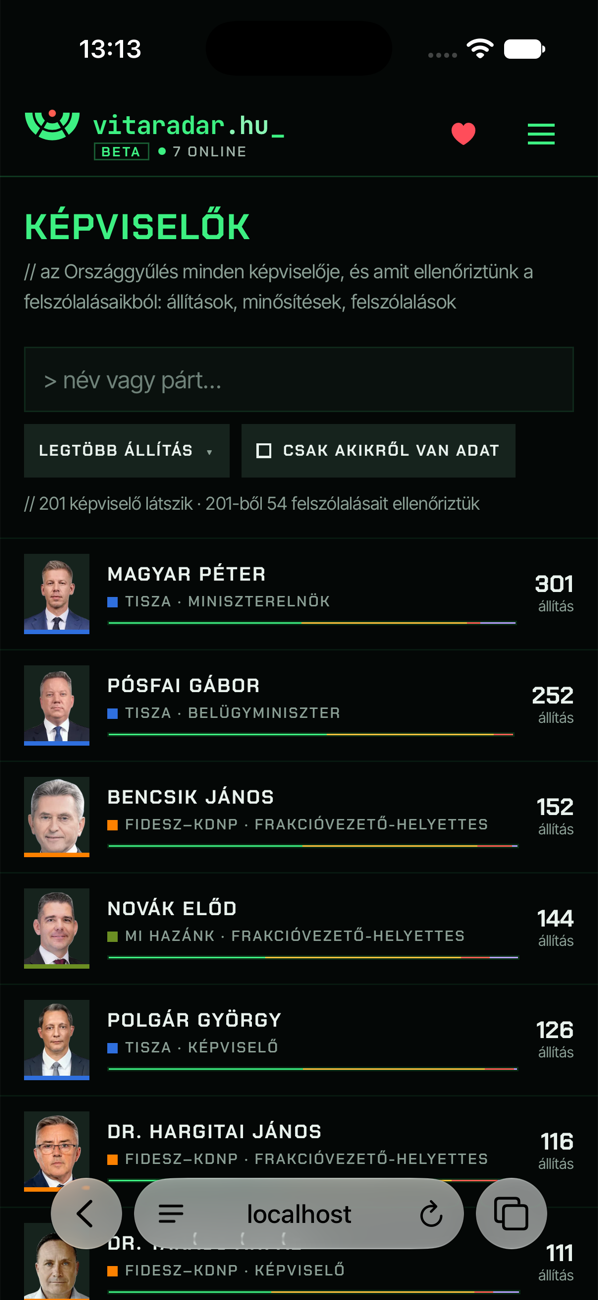 13:13
vitaradar.hu_
BETA 7 ONLINE
KÉPVISELŐK
// az Országgyűlés minden képviselője, és amit ellenőriztünk a
felszólalásaikból: állítások, minősítések, felszólalások
> név vagy párt...
LEGTÖBB ÁLLÍTÁS
CSAK AKIKRŐL VAN ADAT
// 201 képviselő látszik · 201-ből 54 felszólalásait ellenőriztük
MAGYAR PÉTER
TISZA · MINISZTERELNÖK
301
állítás
PÓSFAI GÁBOR
TISZA · BELÜGYMINISZTER
252
állítás
BENCSIK JÁNOS
FIDESZ–KDNP · FRAKCIÓVEZETŐ-HELYETTES
152
állítás
NOVÁK ELŐD
MI HAZÁNK · FRAKCIÓVEZETŐ-HELYETTES
144
állítás
POLGÁR GYÖRGY
TISZA · KÉPVISELŐ
126
állítás
DR. HARGITAI JÁNOS
FIDESZ–KDNP · FRAKCIÓVEZETŐ-HELYETTES
116
állítás
localhost
DR.
FIDESZ–KDNP · KÉPVISELŐ
111
állítás